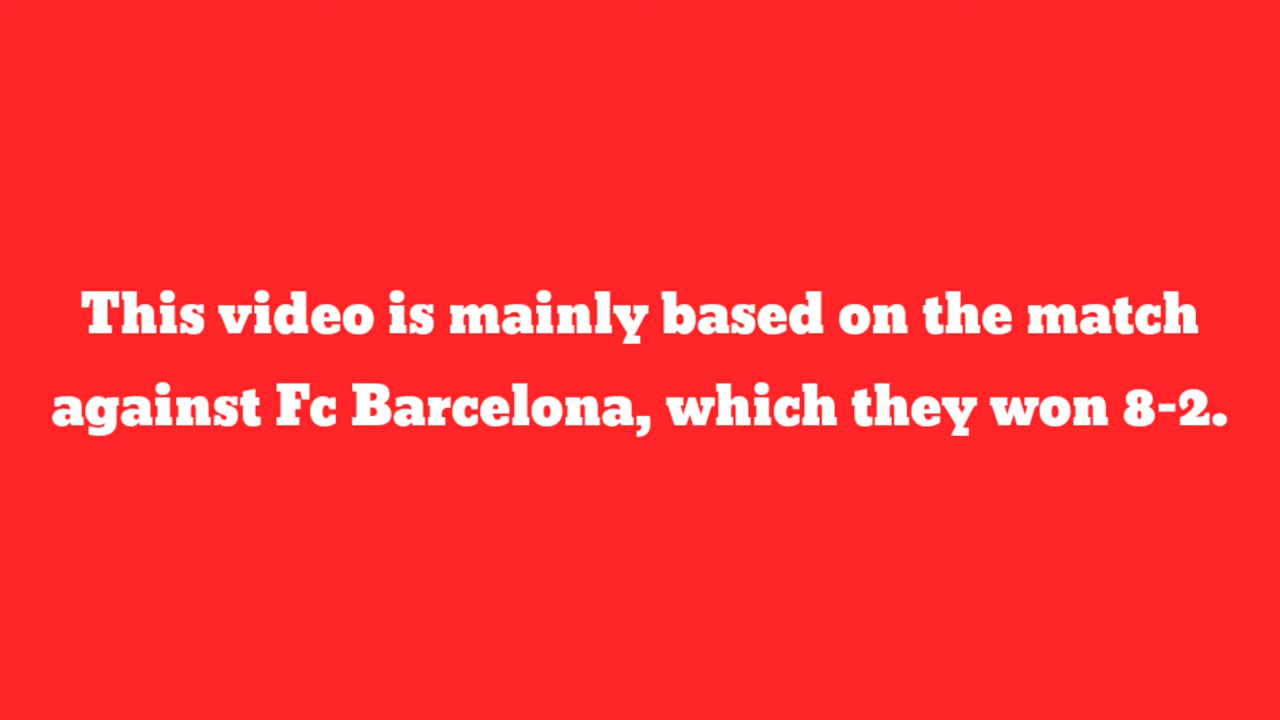 This video is mainly based on the match
against Fc Barcelona, which they won 8-2.